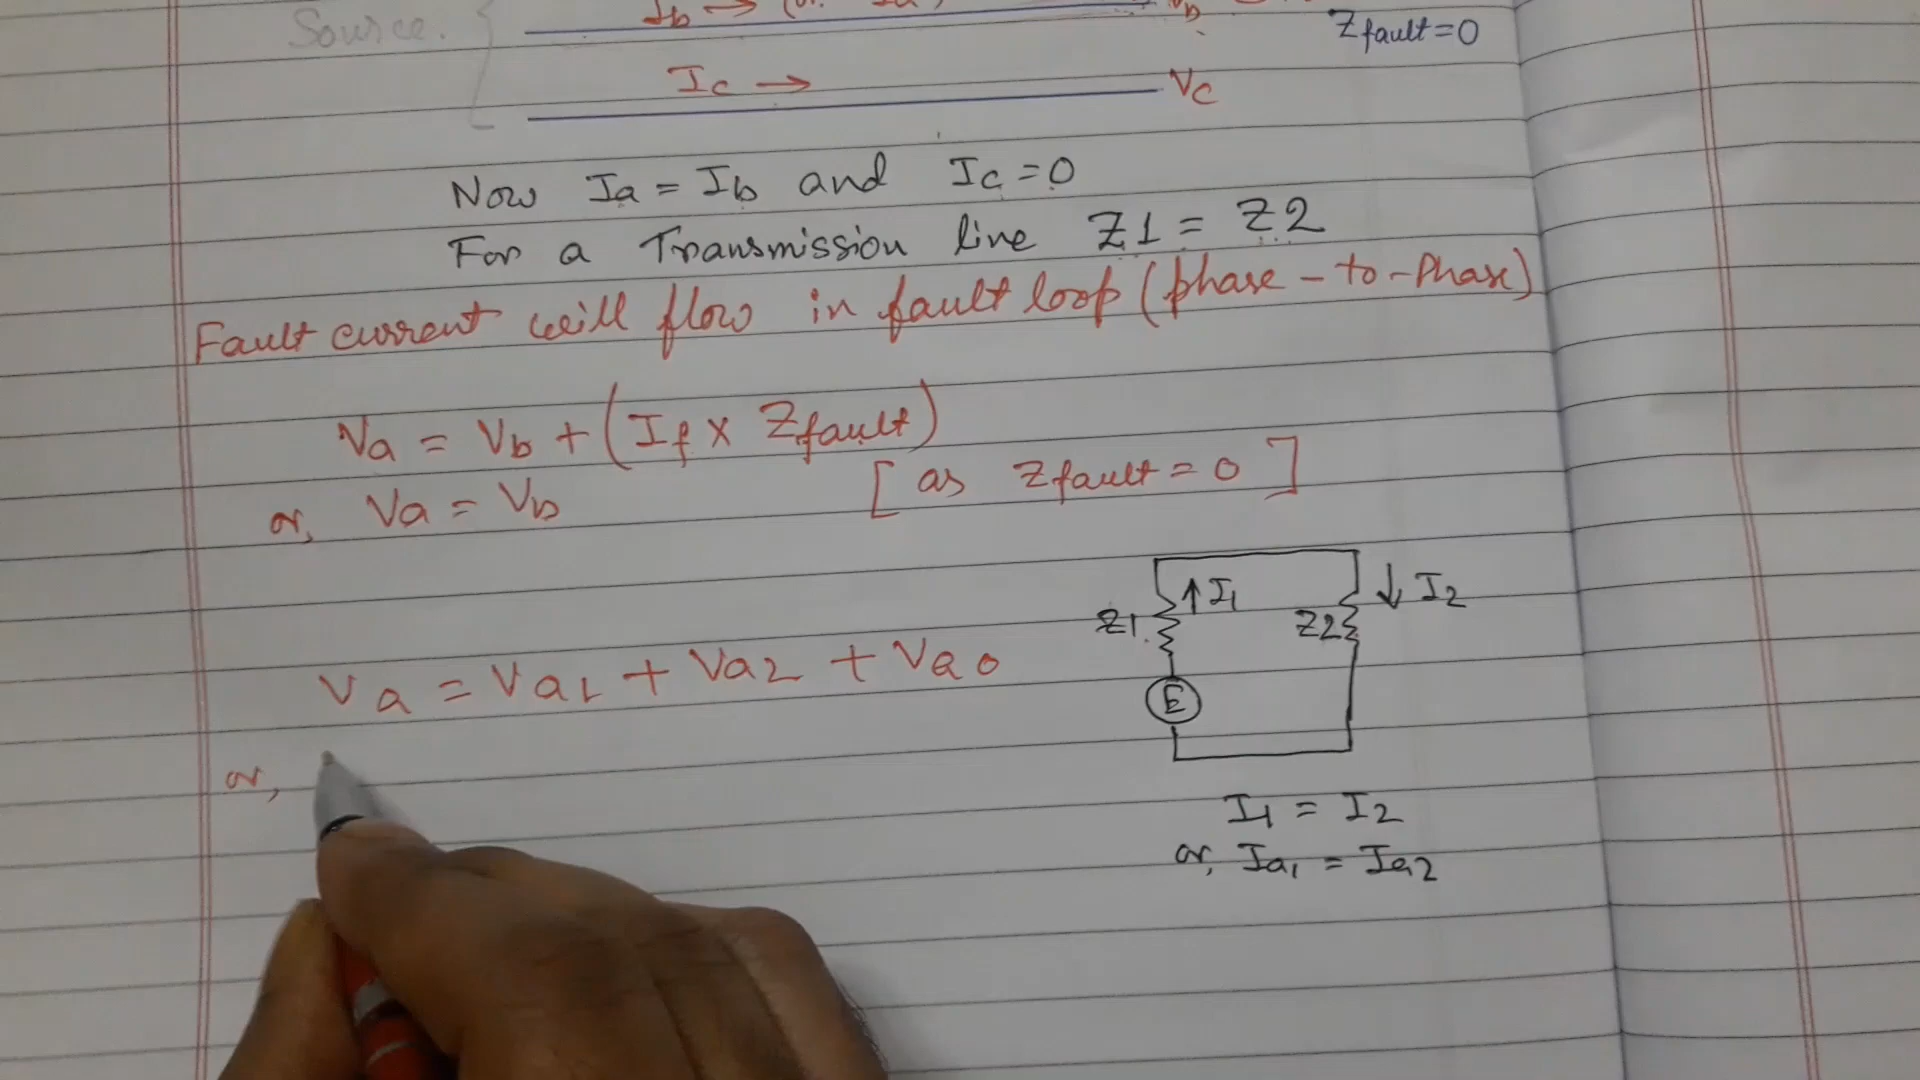 Source. Ib →
Zfault = 0
Ic → Vc
Now Ia = Ib and Ic = 0
For a Transmission line Z1 = Z2
Fault current will flow in fault loop (phase-to-Phase)
Va = Vb + (If x Zfault)
or, Va = Vb [as Zfault = 0]
Z1 ↑ I1 Z2 ↓ I2
Va = Va1 + Va2 + Va0
E
or,
I1 = I2
or, Ia1 = Ia2